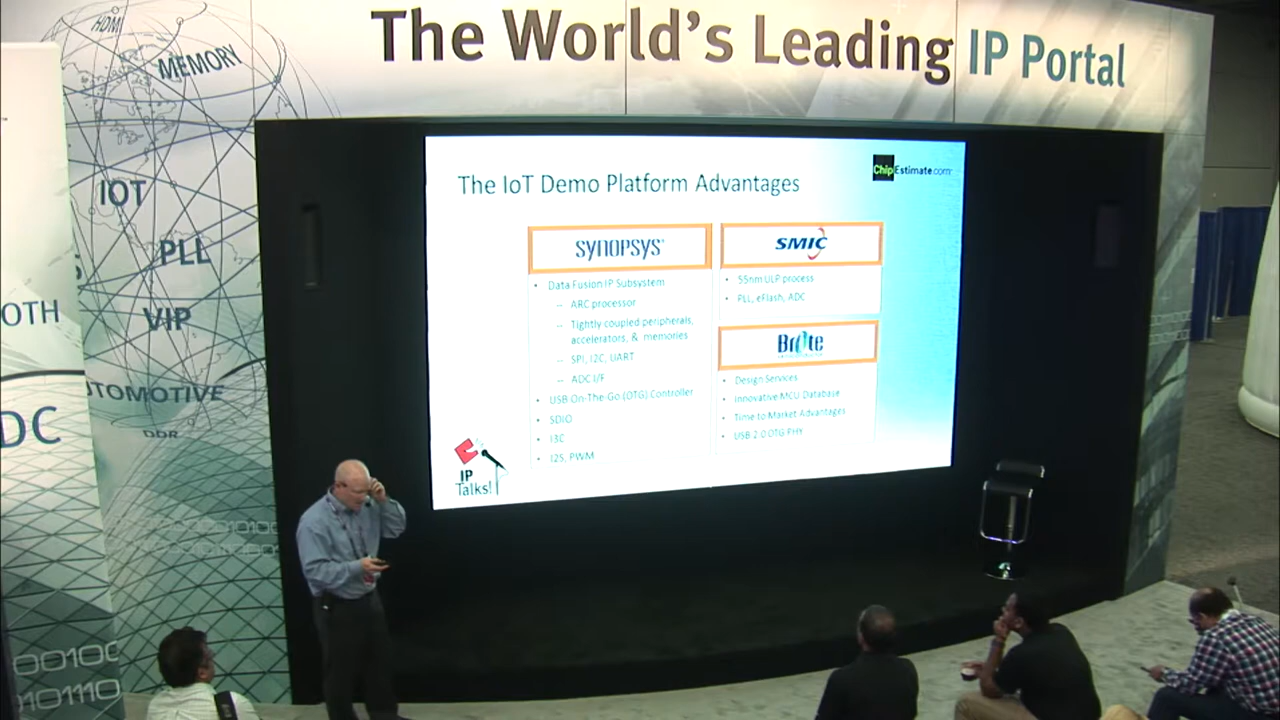 The World's Leading IP Portal
HDMI
MEMORY
IOT
PLL
VIP
OTH
UTOMOTIVE
DDR
DC
ChipEstimate.com
The IoT Demo Platform Advantages
SYNOPSYS
• Data Fusion IP Subsystem
– ARC processor
– Tightly coupled peripherals,
accelerators, & memories
– SPI, I2C, UART
– ADC I/F
• USB On-The-Go (OTG) Controller
• SDIO
• I3C
• I2S, PWM
SMIC
• 55nm ULP process
• PLL, eFlash, ADC
Brite
• Design Services
• Innovative MCU Database
• Time to Market Advantages
• USB 2.0 OTG PHY
IP
Talks!
00100
101110